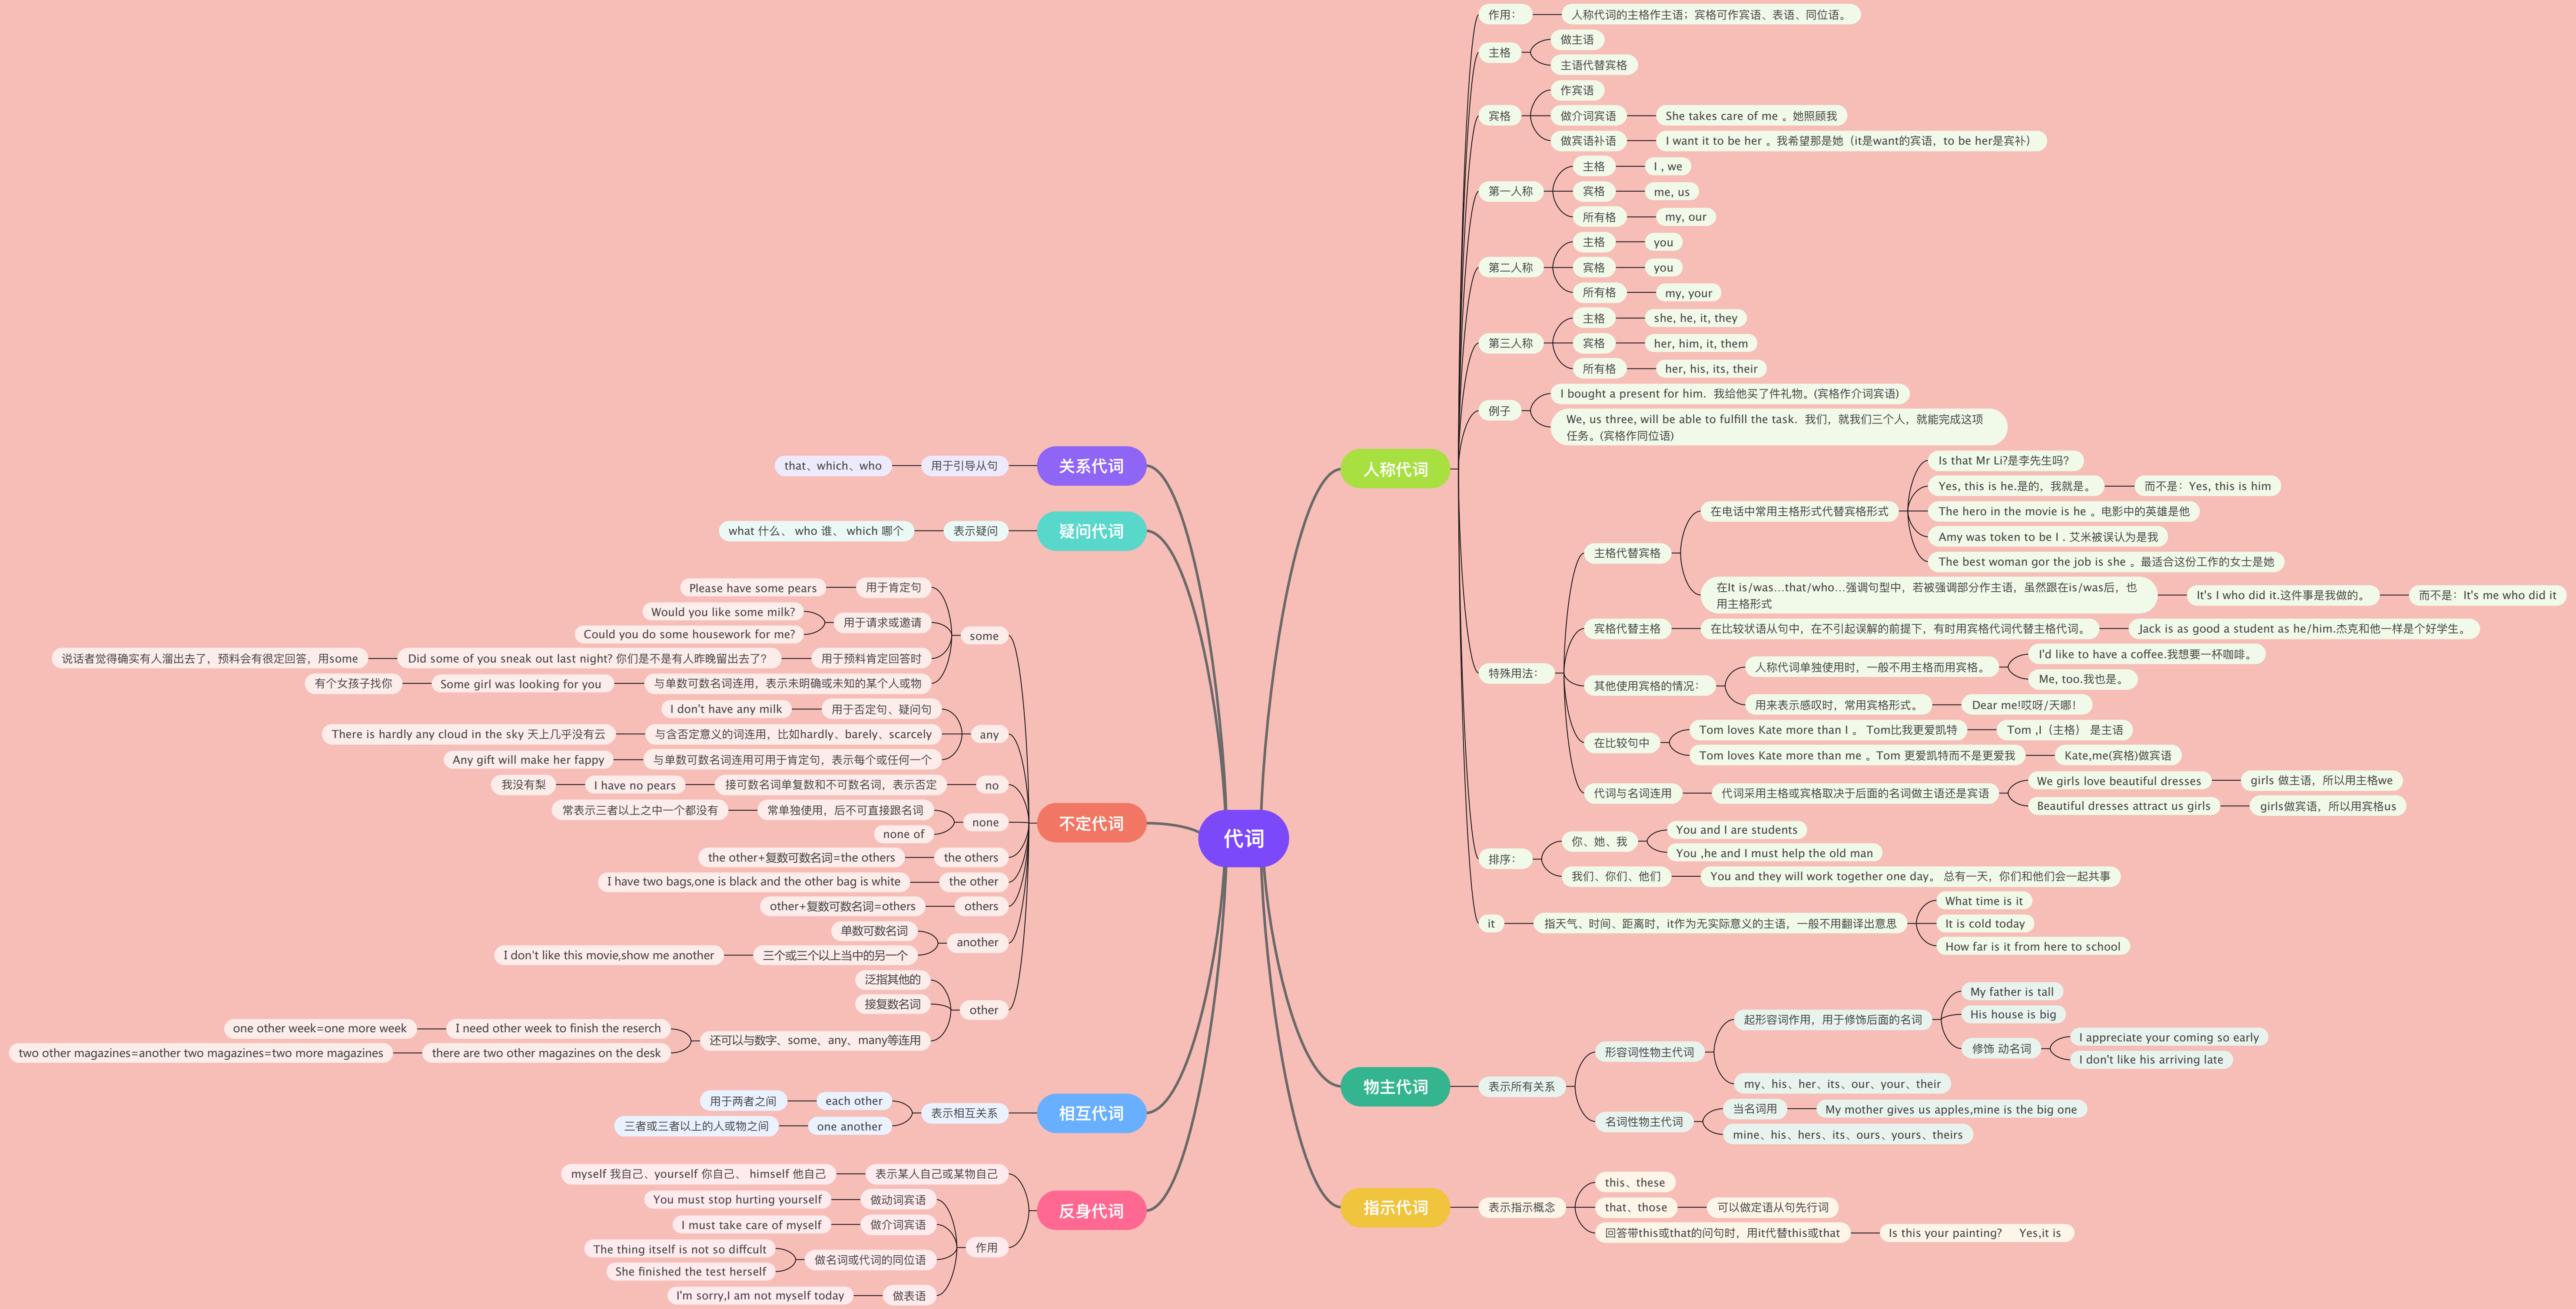 代词
人称代词
作用：
人称代词的主格作主语；宾格可作宾语、表语、同位语。
主格
做主语
主语代替宾格
宾格
作宾语
做介词宾语
She takes care of me 。她照顾我
做宾语补语
I want it to be her 。我希望那是她（it是want的宾语，to be her是宾补）
第一人称
主格
I , we
宾格
me, us
所有格
my, our
第二人称
主格
you
宾格
you
所有格
my, your
第三人称
主格
she, he, it, they
宾格
her, him, it, them
所有格
her, his, its, their
例子
I bought a present for him. 我给他买了件礼物。(宾格作介词宾语)
We, us three, will be able to fulfill the task. 我们，就我们三个人，就能完成这项
任务。(宾格作同位语)
特殊用法：
主格代替宾格
在电话中常用主格形式代替宾格形式
Is that Mr Li?是李先生吗？
Yes, this is he.是的，我就是。
而不是：Yes, this is him
The hero in the movie is he 。电影中的英雄是他
Amy was token to be I . 艾米被误认为是我
The best woman gor the job is she 。最适合这份工作的女士是她
在It is/was...that/who...强调句型中，若被强调部分作主语，虽然跟在is/was后，也
用主格形式
It's I who did it.这件事是我做的。
而不是：It's me who did it
宾格代替主格
在比较状语从句中，在不引起误解的前提下，有时用宾格代词代替主格代词。
Jack is as good a student as he/him.杰克和他一样是个好学生。
其他使用宾格的情况：
人称代词单独使用时，一般不用主格而用宾格。
I'd like to have a coffee.我想要一杯咖啡。
Me, too.我也是。
用来表示感叹时，常用宾格形式。
Dear me!哎呀/天哪！
在比较句中
Tom loves Kate more than I 。 Tom比我更爱凯特
Tom ,I（主格） 是主语
Tom loves Kate more than me 。Tom 更爱凯特而不是更爱我
Kate,me(宾格)做宾语
代词与名词连用
代词采用主格或宾格取决于后面的名词做主语还是宾语
We girls love beautiful dresses
girls 做主语，所以用主格we
Beautiful dresses attract us girls
girls做宾语，所以用宾格us
排序：
你、她、我
You and I are students
You ,he and I must help the old man
我们、你们、他们
You and they will work together one day。 总有一天，你们和他们会一起共事
it
指天气、时间、距离时，it作为无实际意义的主语，一般不用翻译出意思
What time is it
It is cold today
How far is it from here to school
物主代词
表示所有关系
形容词性物主代词
起形容词作用，用于修饰后面的名词
My father is tall
His house is big
修饰 动名词
I appreciate your coming so early
I don't like his arriving late
my、his、her、its、our、your、their
名词性物主代词
当名词用
My mother gives us apples,mine is the big one
mine、his、hers、its、ours、yours、theirs
指示代词
表示指示概念
this、these
that、those
可以做定语从句先行词
回答带this或that的问句时，用it代替this或that
Is this your painting? Yes,it is
关系代词
用于引导从句
that、which、who
疑问代词
表示疑问
what 什么、 who 谁、 which 哪个
不定代词
some
用于肯定句
Please have some pears
用于请求或邀请
Would you like some milk?
Could you do some housework for me?
用于预料肯定回答时
Did some of you sneak out last night? 你们是不是有人昨晚留出去了？
说话者觉得确实有人溜出去了，预料会有很定回答，用some
与单数可数名词连用，表示未明确或未知的某个人或物
Some girl was looking for you
有个女孩子找你
any
用于否定句、疑问句
I don't have any milk
与含否定意义的词连用，比如hardly、barely、scarcely
There is hardly any cloud in the sky 天上几乎没有云
与单数可数名词连用可用于肯定句，表示每个或任何一个
Any gift will make her fappy
no
接可数名词单复数和不可数名词，表示否定
I have no pears
我没有梨
none
常单独使用，后不可直接跟名词
常表示三者以上之中一个都没有
none of
the others
the other+复数可数名词=the others
the other
I have two bags,one is black and the other bag is white
others
other+复数可数名词=others
another
单数可数名词
三个或三个以上当中的另一个
I don't like this movie,show me another
other
泛指其他的
接复数名词
还可以与数字、some、any、many等连用
I need other week to finish the reserch
one other week=one more week
there are two other magazines on the desk
two other magazines=another two magazines=two more magazines
相互代词
表示相互关系
each other
用于两者之间
one another
三者或三者以上的人或物之间
反身代词
表示某人自己或某物自己
myself 我自己、yourself 你自己、 himself 他自己
作用
做动词宾语
You must stop hurting yourself
做介词宾语
I must take care of myself
做名词或代词的同位语
The thing itself is not so diffcult
She finished the test herself
做表语
I'm sorry,I am not myself today